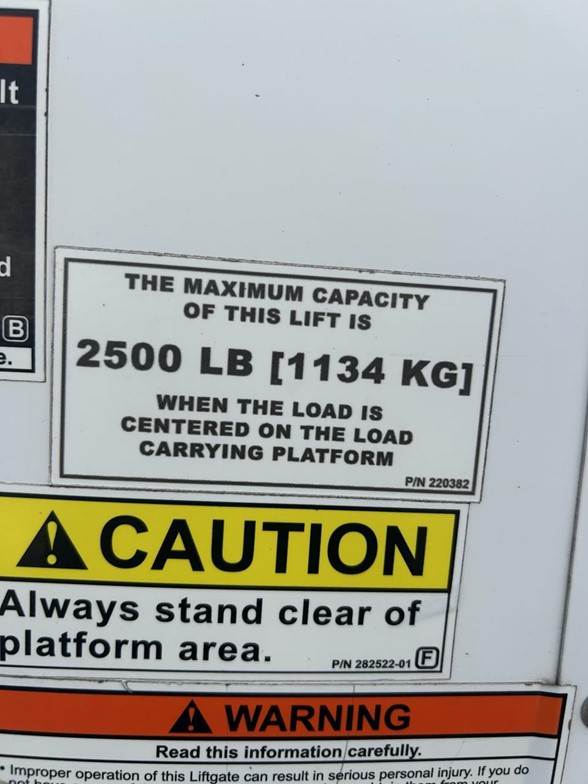 lt
d
B
e.
THE MAXIMUM CAPACITY
OF THIS LIFT IS
2500 LB [1134 KG]
WHEN THE LOAD IS
CENTERED ON THE LOAD
CARRYING PLATFORM
P/N 220382
CAUTION
Always stand clear of
platform area.
P/N 282522-01 F
WARNING
Read this information carefully.
• Improper operation of this Liftgate can result in serious personal injury. If you do